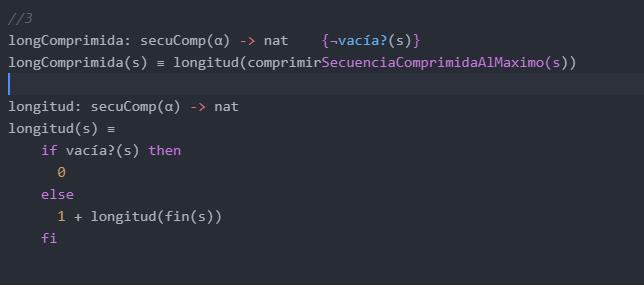 //3
longComprimida: secuComp(α) -> nat    {¬vacía?(s)}
longComprimida(s) ≡ longitud(comprimirSecuenciaComprimidaAlMaximo(s))
longitud: secuComp(α) -> nat
longitud(s) ≡
    if vacía?(s) then
      0
    else
      1 + longitud(fin(s))
    fi